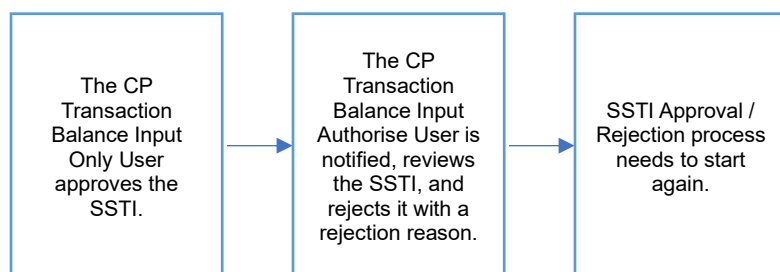 The CP
Transaction
Balance Input
Only User
approves the
SSTI.
The CP
Transaction
Balance Input
Authorise User is
notified, reviews
the SSTI, and
rejects it with a
rejection reason.
SSTI Approval /
Rejection process
needs to start
again.